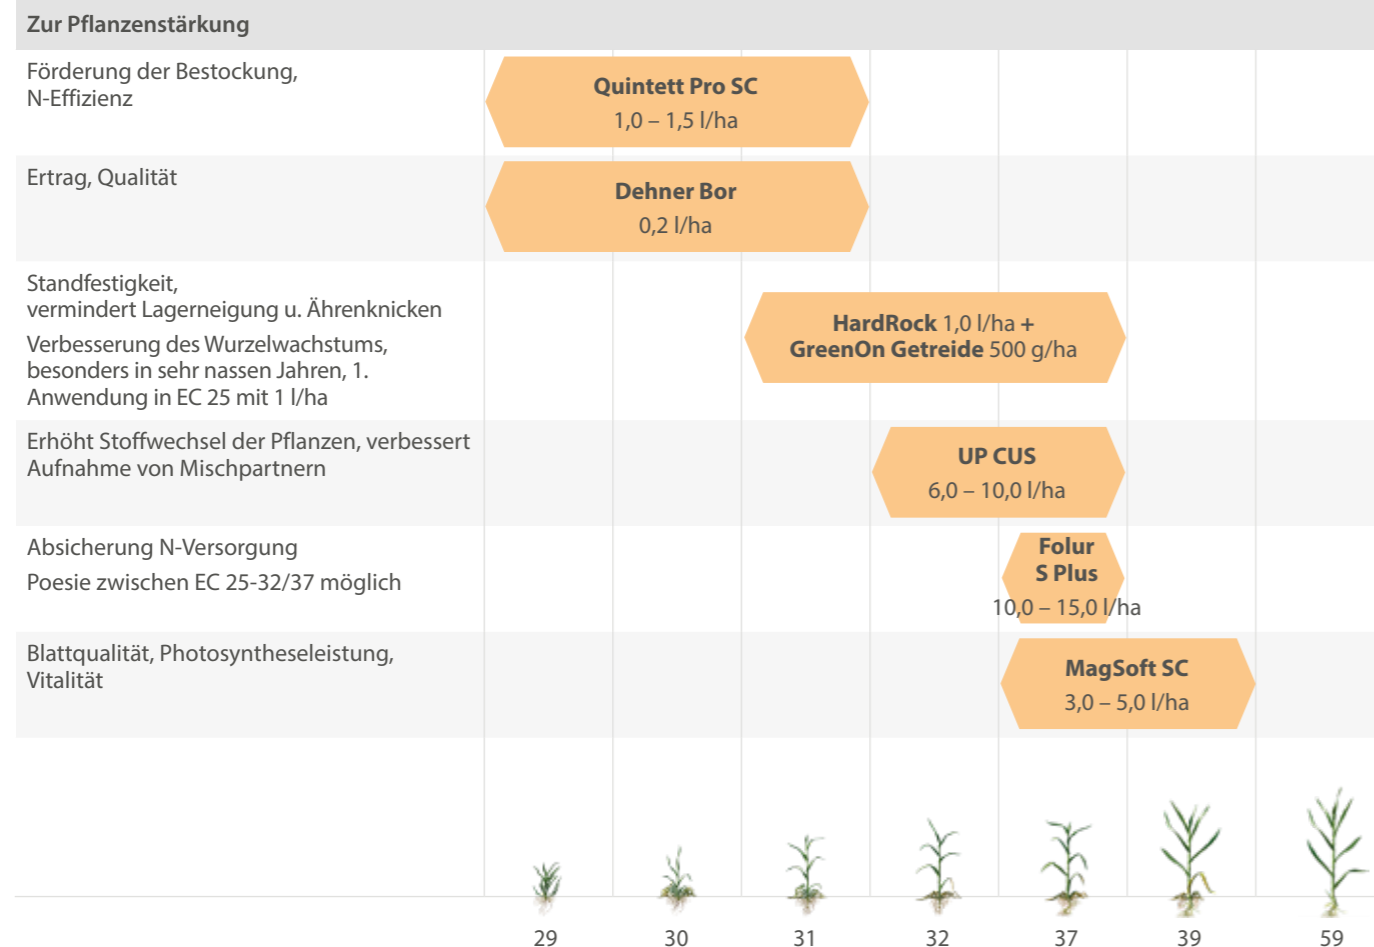 Zur Pflanzenstärkung
Förderung der Bestockung,
N-Effizienz
Quintett Pro SC
1,0 – 1,5 l/ha
Ertrag, Qualität
Dehner Bor
0,2 l/ha
Standfestigkeit,
vermindert Lagerneigung u. Ährenknicken
Verbesserung des Wurzelwachstums,
besonders in sehr nassen Jahren, 1.
Anwendung in EC 25 mit 1 l/ha
HardRock 1,0 l/ha +
GreenOn Getreide 500 g/ha
Erhöht Stoffwechsel der Pflanzen, verbessert
Aufnahme von Mischpartnern
UP CUS
6,0 – 10,0 l/ha
Absicherung N-Versorgung
Poesie zwischen EC 25-32/37 möglich
Folur
S Plus
10,0 – 15,0 l/ha
Blattqualität, Photosyntheseleistung,
Vitalität
MagSoft SC
3,0 – 5,0 l/ha
29 30 31 32 37 39 59